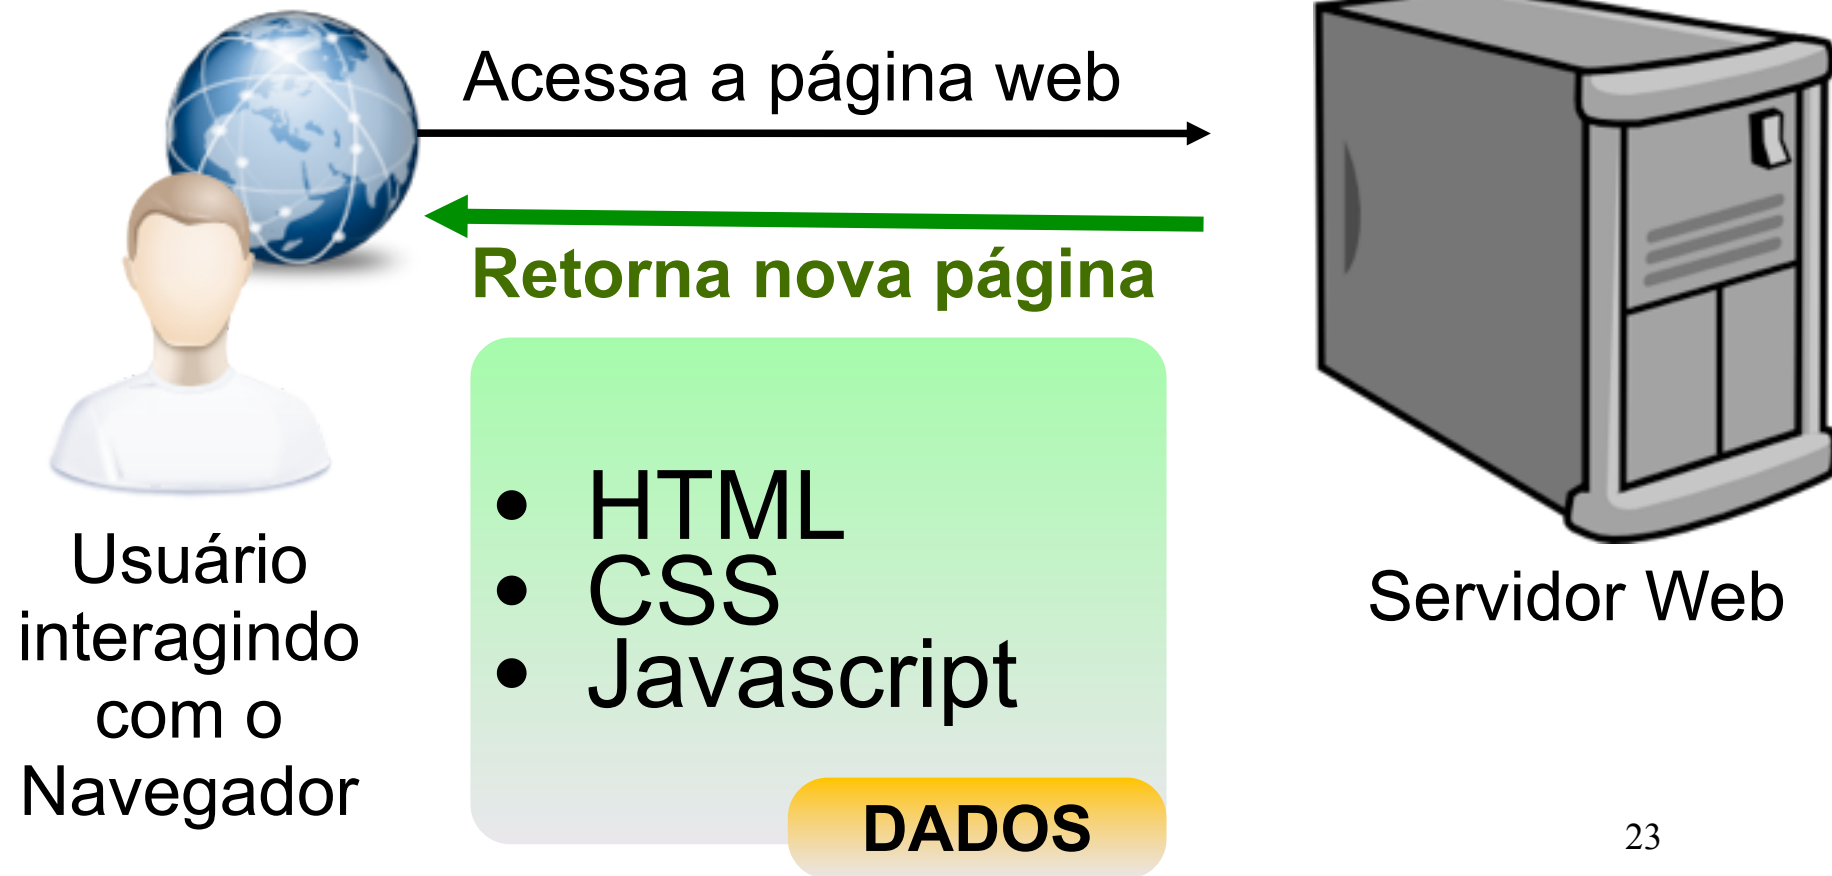 Acessa a página web
Retorna nova página
• HTML
• CSS
• Javascript
DADOS
Usuário
interagindo
com o
Navegador
Servidor Web
23